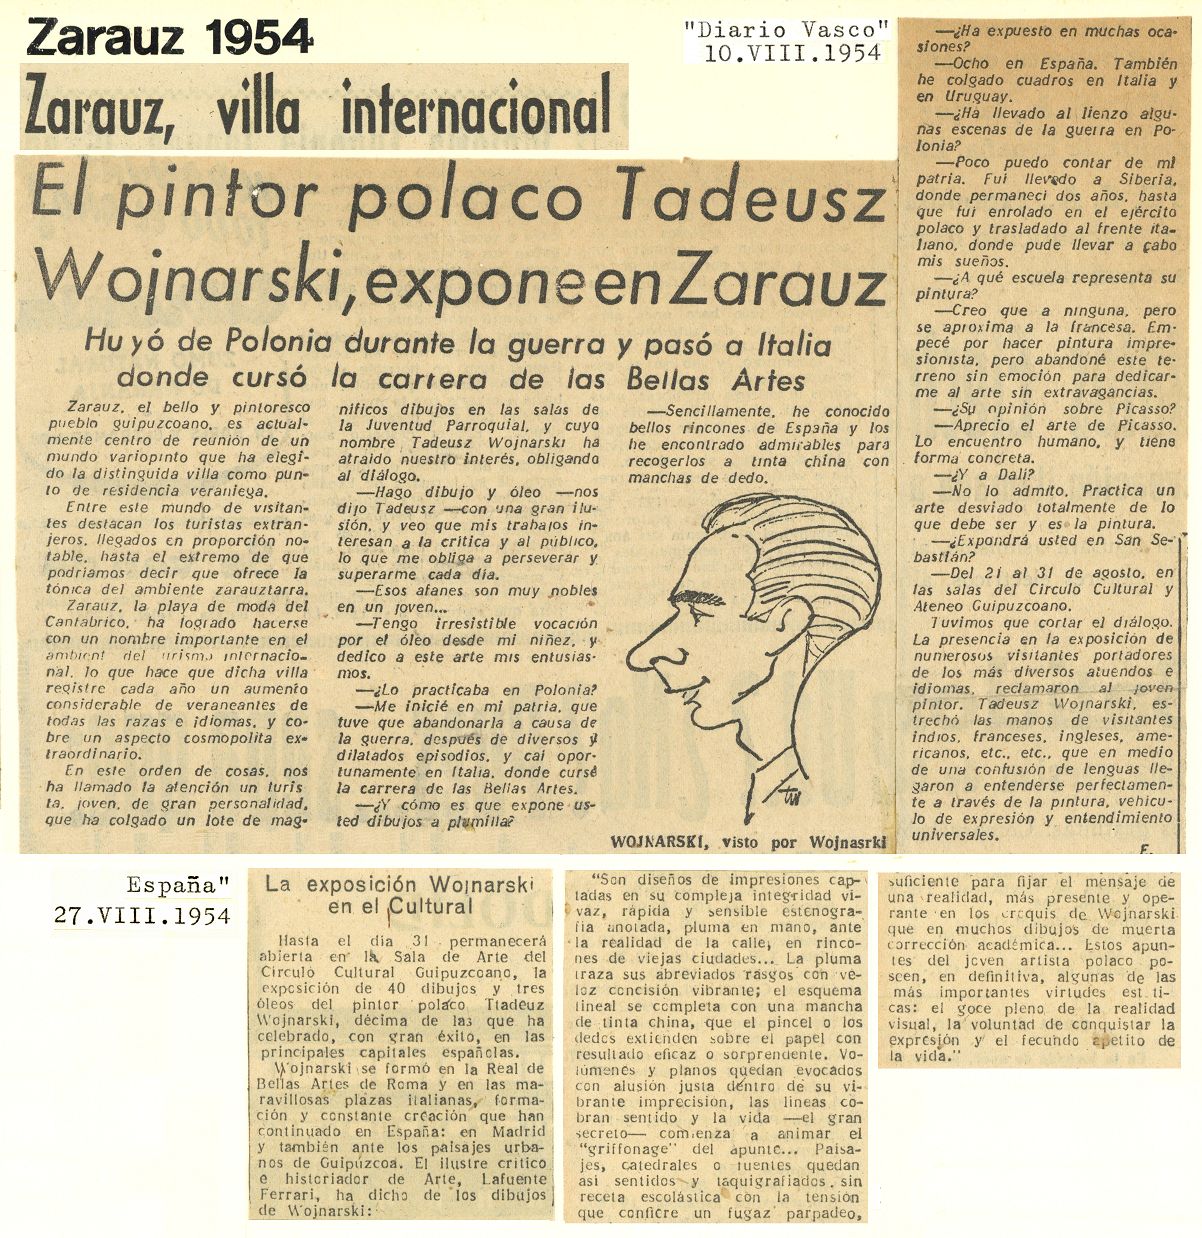 Zarauz 1954
"Diario Vasco"
10.VIII.1954
Zarauz, villa internacional
El pintor polaco Tadeusz
Wojnarski, expone en Zarauz
Huyó de Polonia durante la guerra y pasó a Italia
donde cursó la carrera de las Bellas Artes
Zarauz, el bello y pintoresco
pueblo guipuzcoano, es actual-
mente centro de reunión de un
mundo variopinto que ha elegi-
do la distinguida villa como pun-
to de residencia veraniega.
Entre este mundo de visitan-
tes destacan los turistas extran-
jeros, llegados en proporción no-
table, hasta el extremo de que
podríamos decir que ofrece la
tónica del ambiente zarauztarra.
Zarauz, la playa de moda del
Cantábrico, ha logrado hacerse
con un nombre importante en el
ambient del urismo internacio-
nal, lo que hace que dicha villa
registre cada año un aumento
considerable de veraneantes de
todas las razas e idiomas, y co-
bre un aspecto cosmopolita ex-
traordinario.
En este orden de cosas, nos
ha llamado la atención un turis
ta, joven, de gran personalidad,
que ha colgado un lote de mag-
níficos dibujos en las salas de
la Juventud Parroquial, y cuyo
nombre Tadeusz Wojnarski ha
atraído nuestro interés, obligando
al diálogo.
—Hago dibujo y óleo —nos
dijo Tadeusz —con una gran ilu-
sión, y veo que mis trabajos in-
teresan a la crítica y al público,
lo que me obliga a perseverar y
superarme cada día.
—Esos afanes son muy nobles
en un joven...
—Tengo irresistible vocación
por el óleo desde mi niñez, y
dedico a este arte mis entusias-
mos.
—¿Lo practicaba en Polonia?
—Me inicié en mi patria, que
tuve que abandonarla a causa de
la guerra, después de diversos y
dilatados episodios, y caí opor-
tunamente en Italia, donde cursé
la carrera de las Bellas Artes.
—¿Y cómo es que expone us-
ted dibujos a plumilla?
—Sencillamente, he conocido
bellos rincones de España y los
he encontrado admirables para
recogerlos a tinta china con
manchas de dedo.
tw
WOJNARSKI, visto por Wojnasrki
—¿Ha expuesto en muchas oca-
siones?
—Ocho en España. También
he colgado cuadros en Italia y
en Uruguay.
—¿Ha llevado al lienzo algu-
nas escenas de la guerra en Po-
lonia?
—Poco puedo contar de mi
patria. Fui llevado a Siberia,
donde permanecí dos años, hasta
que fui enrolado en el ejército
polaco y trasladado al frente ita-
liano, donde pude llevar a cabo
mis sueños.
—¿A qué escuela representa su
pintura?
—Creo que a ninguna, pero
se aproxima a la francesa. Em-
pecé por hacer pintura impre-
sionista, pero abandoné este te-
rreno sin emoción para dedicar-
me al arte sin extravagancias.
—¿Su opinión sobre Picasso?
—Aprecio el arte de Picasso.
Lo encuentro humano, y tiene
forma concreta.
—¿Y a Dalí?
—No lo admito. Practica un
arte desviado totalmente de lo
que debe ser y es la pintura.
—¿Expondrá usted en San Se-
bastián?
—Del 21 al 31 de agosto, en
las salas del Círculo Cultural y
Ateneo Guipuzcoano.
Tuvimos que cortar el diálogo.
La presencia en la exposición de
numerosos visitantes portadores
de los más diversos atuendos e
idiomas, reclamaron al joven
pintor. Tadeusz Wojnarski, es-
trechó las manos de visitantes
indios, franceses, ingleses, ame-
ricanos, etc., etc., que en medio
de una confusión de lenguas lle-
garon a entenderse perfectamen-
te a través de la pintura, vehícu-
lo de expresión y entendimiento
universales.
F.
España"
27.VIII.1954
La exposición Wojnarski
en el Cultural
Hasta el día 31 permanecerá
abierta en la Sala de Arte del
Círculo Cultural Guipuzcoano, la
exposición de 40 dibujos y tres
óleos del pintor polaco Ttadeuz
Wojnarski, décima de las que ha
celebrado, con gran éxito, en las
principales capitales españolas.
Wojnarski se formó en la Real de
Bellas Artes de Roma y en las ma-
ravillosas plazas italianas, forma-
ción y constante creación que han
continuado en España: en Madrid
y también ante los paisajes urba-
nos de Guipúzcoa. El ilustre crítico
e historiador de Arte, Lafuente
Ferrari, ha dicho de los dibujos
de Wojnarski:
"Son diseños de impresiones cap-
tadas en su compleja integridad vi-
vaz, rápida y sensible estenogra-
fía anotada, pluma en mano, ante
la realidad de la calle, en rinco-
nes de viejas ciudades... La pluma
traza sus abreviados rasgos con ve-
loz concisión vibrante; el esquema
lineal se completa con una mancha
de tinta china, que el pincel o los
dedos extienden sobre el papel con
resultado eficaz o sorprendente. Vo-
lúmenes y planos quedan evocados
con alusión justa dentro de su vi-
brante imprecisión, las líneas co-
bran sentido y la vida —el gran
secreto— comienza a animar el
"griffonage" del apunte... Paisa-
jes, catedrales o fuentes quedan
así sentidos y taquigrafiados, sin
receta escolástica con la tensión
que confiere un fugaz parpadeo,
suficiente para fijar el mensaje de
una realidad, más presente y ope-
rante en los croquis de Wojnarski
que en muchos dibujos de muerta
corrección académica... Estos apun-
tes del joven artista polaco po-
seen, en definitiva, algunas de las
más importantes virtudes est ti-
cas: el goce pleno de la realidad
visual, la voluntad de conquistar la
expresión y el fecundo apetito de
la vida."